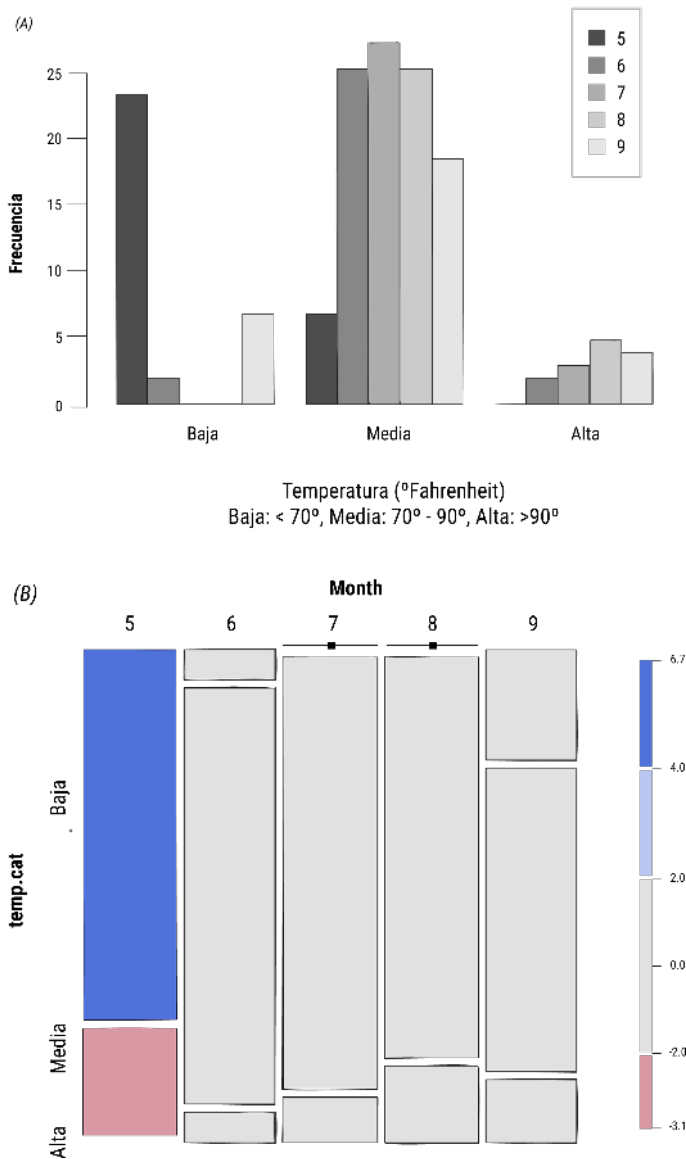 (A)
5
6
7
8
9
25
20
15
10
5
0
Frecuencia
Baja Media Alta
Temperatura (ºFahrenheit)
Baja: < 70º, Media: 70º - 90º, Alta: >90º
(B)
Month
5 6 7 8 9
temp.cat
Baja
Media
Alta
6.7
4.0
2.0
0.0
-2.0
-3.1